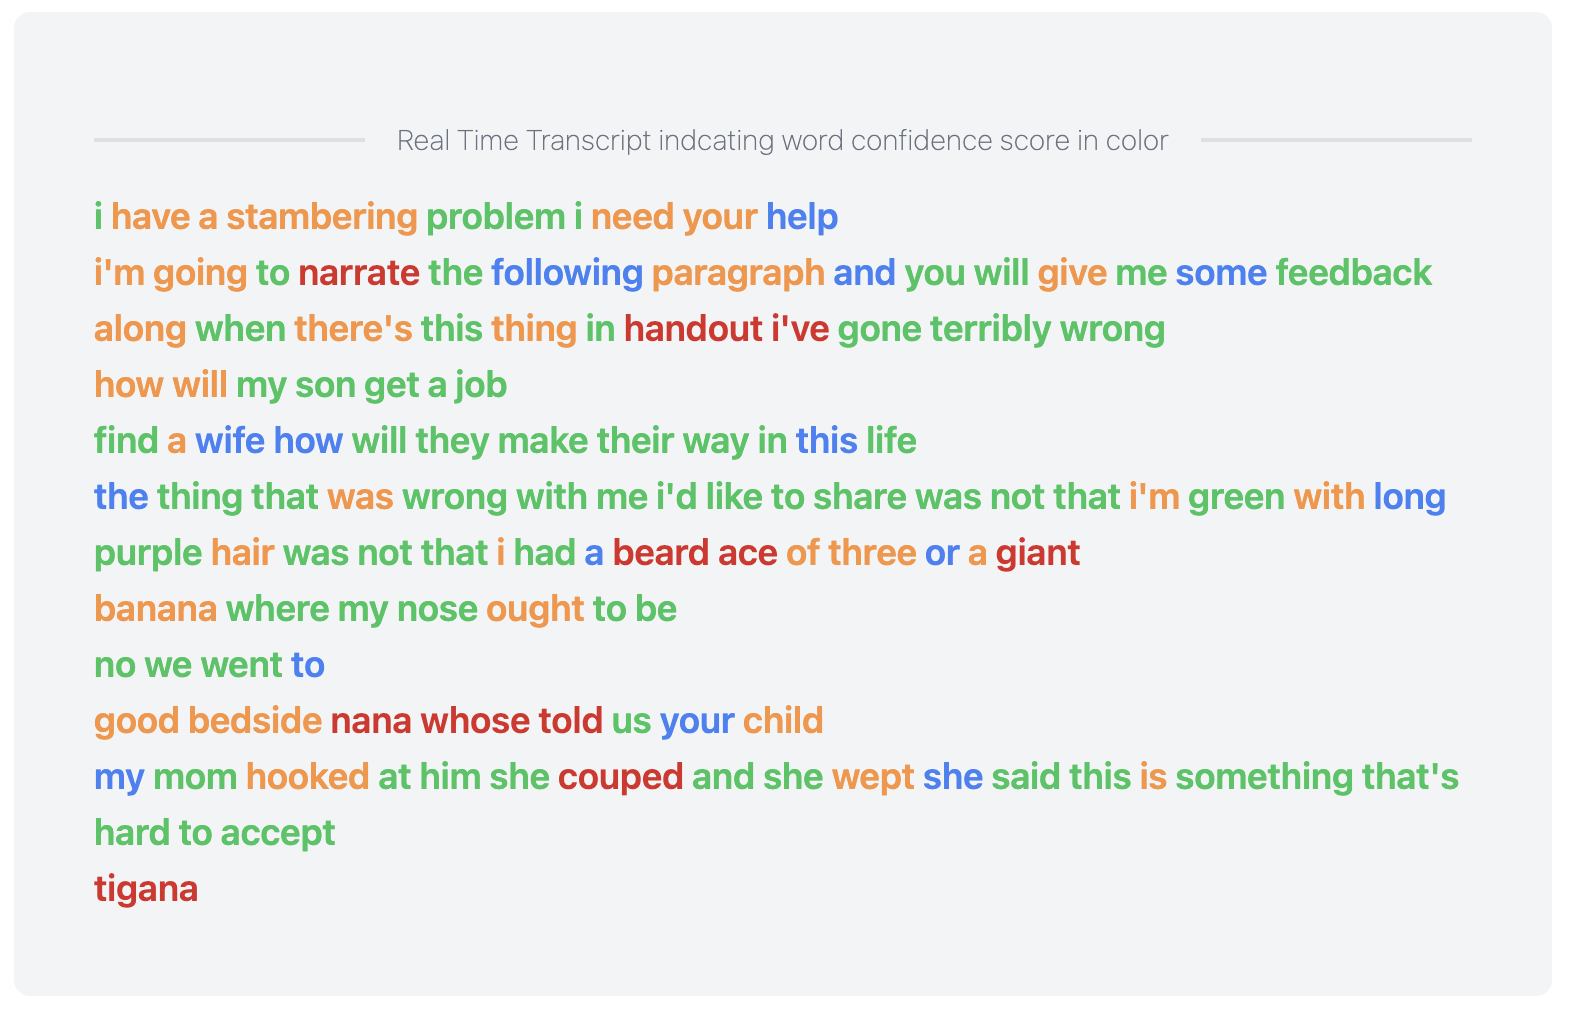 Real Time Transcript indcating word confidence score in color
i have a stambering problem i need your help
i'm going to narrate the following paragraph and you will give me some feedback
along when there's this thing in handout i've gone terribly wrong
how will my son get a job
find a wife how will they make their way in this life
the thing that was wrong with me i'd like to share was not that i'm green with long
purple hair was not that i had a beard ace of three or a giant
banana where my nose ought to be
no we went to
good bedside nana whose told us your child
my mom hooked at him she couped and she wept she said this is something that's
hard to accept
tigana